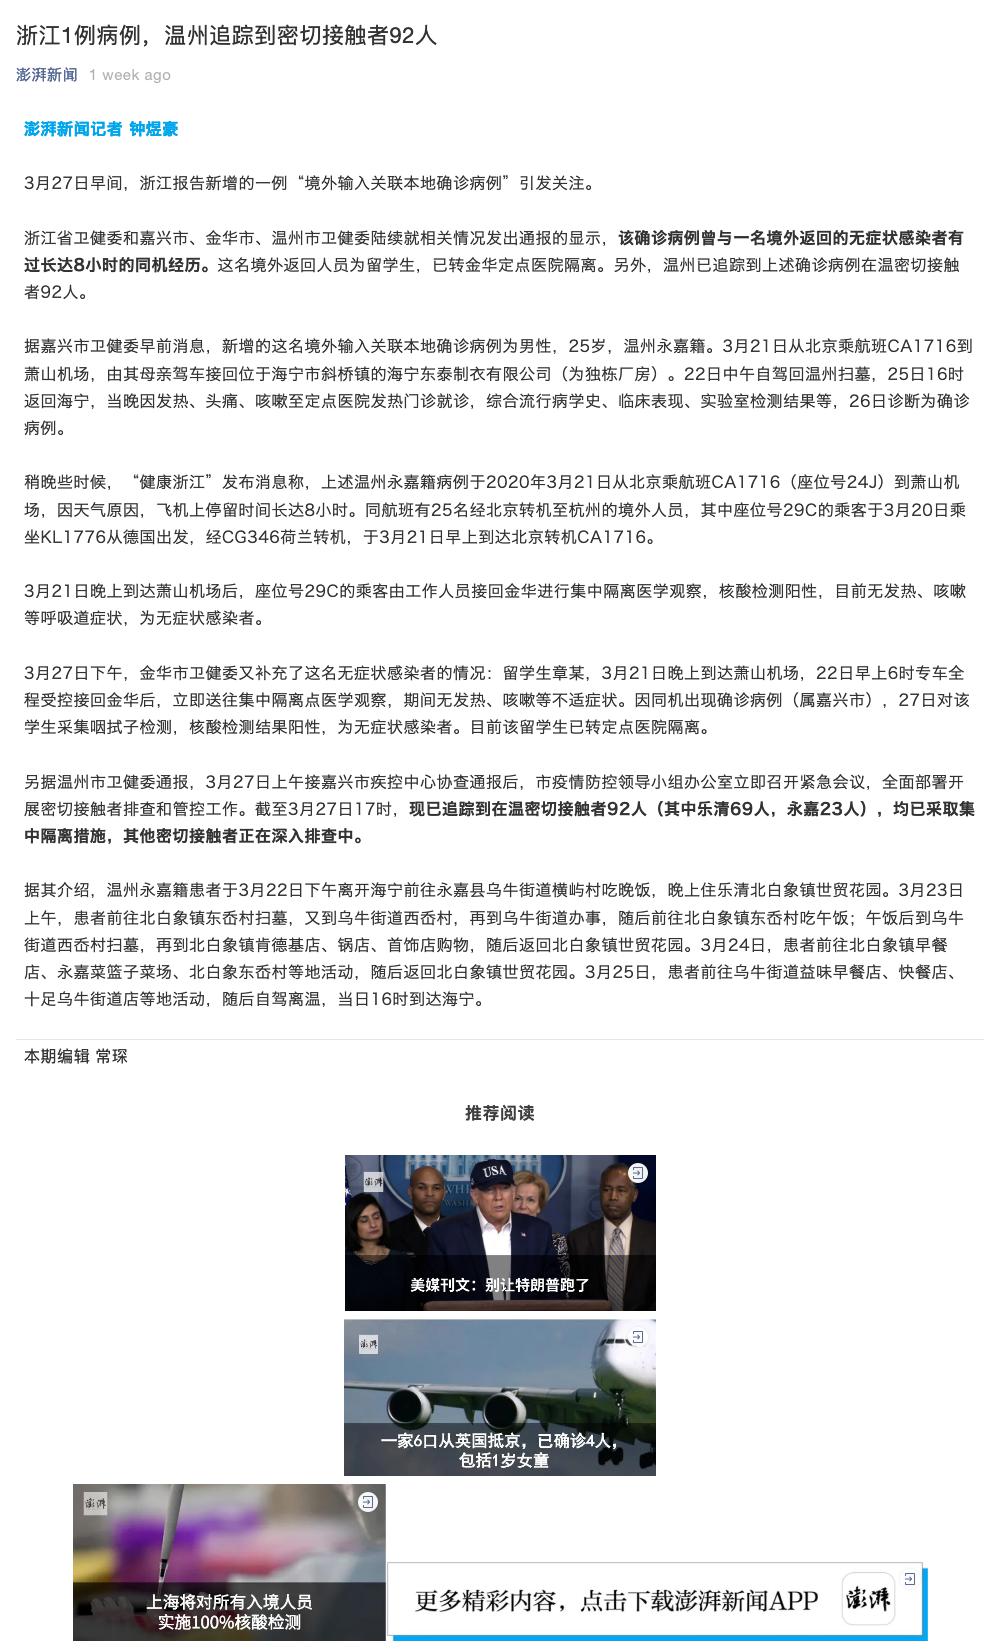 浙江1例病例，温州追踪到密切接触者92人
澎湃新闻 1 week ago
澎湃新闻记者 钟煜豪
3月27日早间，浙江报告新增的一例“境外输入关联本地确诊病例”引发关注。
浙江省卫健委和嘉兴市、金华市、温州市卫健委陆续就相关情况发出通报的显示，该确诊病例曾与一名境外返回的无症状感染者有
过长达8小时的同机经历。这名境外返回人员为留学生，已转金华定点医院隔离。另外，温州已追踪到上述确诊病例在温密切接触
者92人。
据嘉兴市卫健委早前消息，新增的这名境外输入关联本地确诊病例为男性，25岁，温州永嘉籍。3月21日从北京乘航班CA1716到
萧山机场，由其母亲驾车接回位于海宁市斜桥镇的海宁东泰制衣有限公司（为独栋厂房）。22日中午自驾回温州扫墓，25日16时
返回海宁，当晚因发热、头痛、咳嗽至定点医院发热门诊就诊，综合流行病学史、临床表现、实验室检测结果等，26日诊断为确诊
病例。
稍晚些时候，“健康浙江”发布消息称，上述温州永嘉籍病例于2020年3月21日从北京乘航班CA1716（座位号24J）到萧山机
场，因天气原因，飞机上停留时间长达8小时。同航班有25名经北京转机至杭州的境外人员，其中座位号29C的乘客于3月20日乘
坐KL1776从德国出发，经CG346荷兰转机，于3月21日早上到达北京转机CA1716。
3月21日晚上到达萧山机场后，座位号29C的乘客由工作人员接回金华进行集中隔离医学观察，核酸检测阳性，目前无发热、咳嗽
等呼吸道症状，为无症状感染者。
3月27日下午，金华市卫健委又补充了这名无症状感染者的情况：留学生章某，3月21日晚上到达萧山机场，22日早上6时专车全
程受控接回金华后，立即送往集中隔离点医学观察，期间无发热、咳嗽等不适症状。因同机出现确诊病例（属嘉兴市），27日对该
学生采集咽拭子检测，核酸检测结果阳性，为无症状感染者。目前该留学生已转定点医院隔离。
另据温州市卫健委通报，3月27日上午接嘉兴市疾控中心协查通报后，市疫情防控领导小组办公室立即召开紧急会议，全面部署开
展密切接触者排查和管控工作。截至3月27日17时，现已追踪到在温密切接触者92人（其中乐清69人，永嘉23人），均已采取集
中隔离措施，其他密切接触者正在深入排查中。
据其介绍，温州永嘉籍患者于3月22日下午离开海宁前往永嘉县乌牛街道横屿村吃晚饭，晚上住乐清北白象镇世贸花园。3月23日
上午，患者前往北白象镇东岙村扫墓，又到乌牛街道西岙村，再到乌牛街道办事，随后前往北白象镇东岙村吃午饭；午饭后到乌牛
街道西岙村扫墓，再到北白象镇肯德基店、锅店、首饰店购物，随后返回北白象镇世贸花园。3月24日，患者前往北白象镇早餐
店、永嘉菜篮子菜场、北白象东岙村等地活动，随后返回北白象镇世贸花园。3月25日，患者前往乌牛街道益味早餐店、快餐店、
十足乌牛街道店等地活动，随后自驾离温，当日16时到达海宁。
本期编辑 常琛
推荐阅读
澎湃
USA
美媒刊文：别让特朗普跑了
澎湃
一家6口从英国抵京，已确诊4人，
包括1岁女童
澎湃
上海将对所有入境人员
实施100%核酸检测
更多精彩内容，点击下载澎湃新闻APP
澎湃